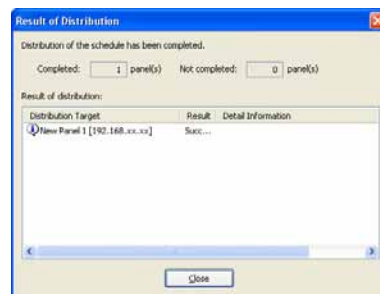 Result of Distribution
Distribution of the schedule has been completed.
Completed: 1 panel(s) Not completed: 0 panel(s)
Result of distribution:
Distribution Target Result Detail Information
New Panel 1 [192.168.xx.xx] Succ...
Close